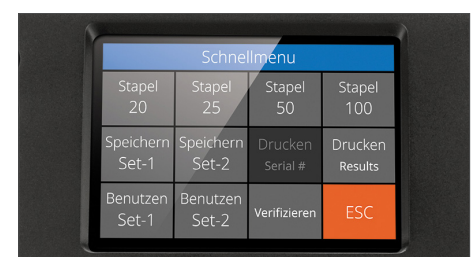 Schnellmenu
Stapel Stapel Stapel Stapel
20 25 50 100
Speichern Speichern Drucken Drucken
Set-1 Set-2 Serial # Results
Benutzen Benutzen Verifizieren ESC
Set-1 Set-2